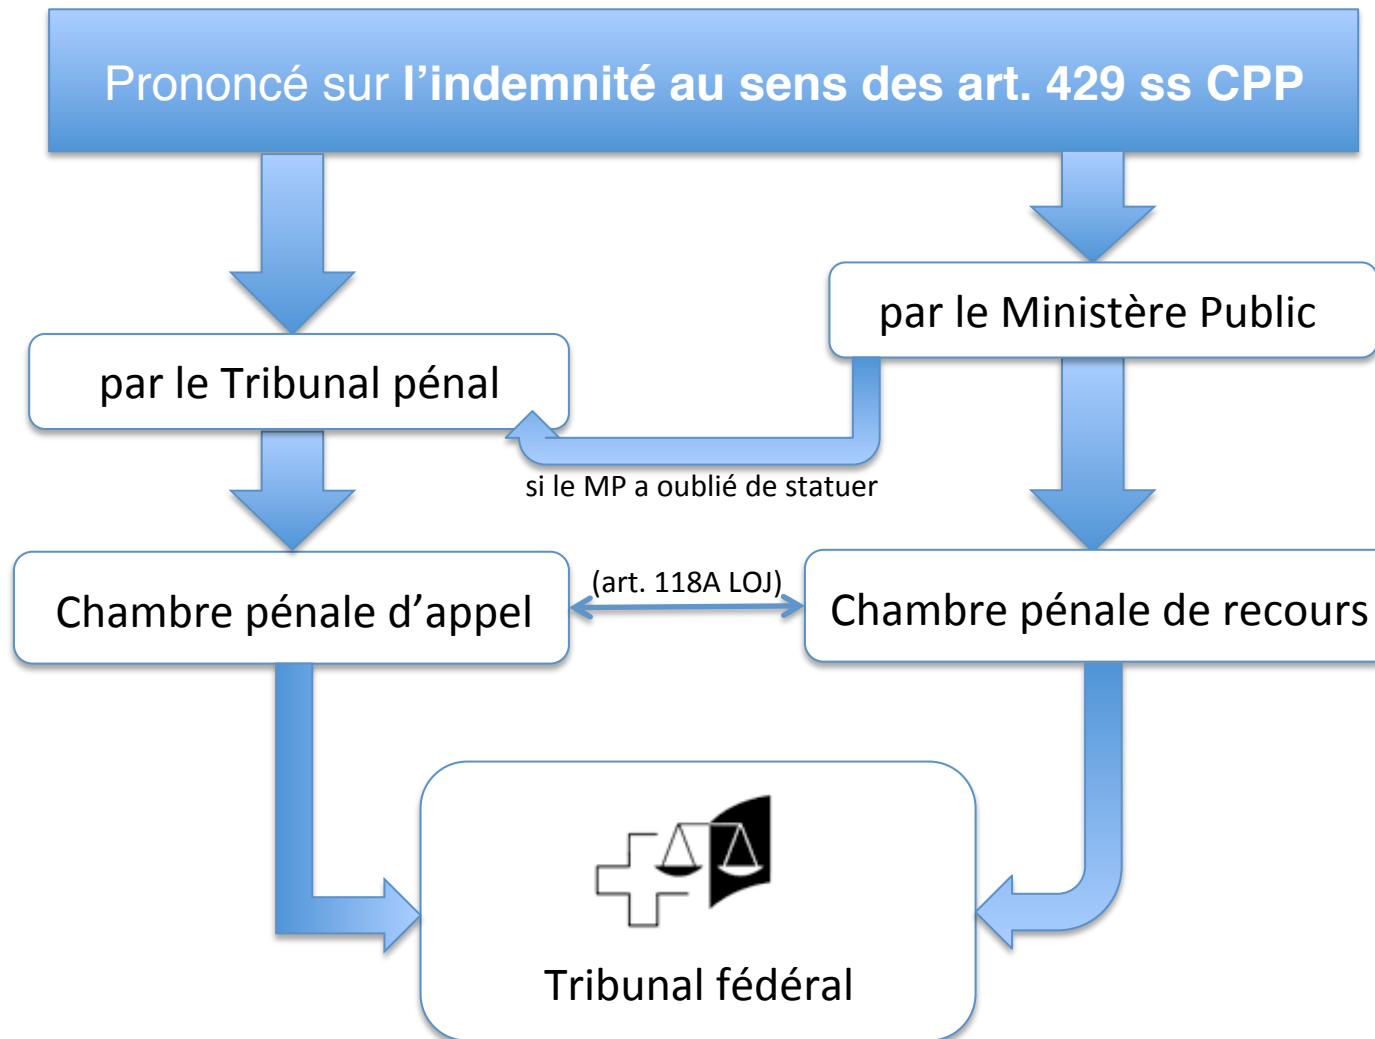 Prononcé sur l’indemnité au sens des art. 429 ss CPP
par le Ministère Public
par le Tribunal pénal
si le MP a oublié de statuer
Chambre pénale d’appel
(art. 118A LOJ)
Chambre pénale de recours
Tribunal fédéral